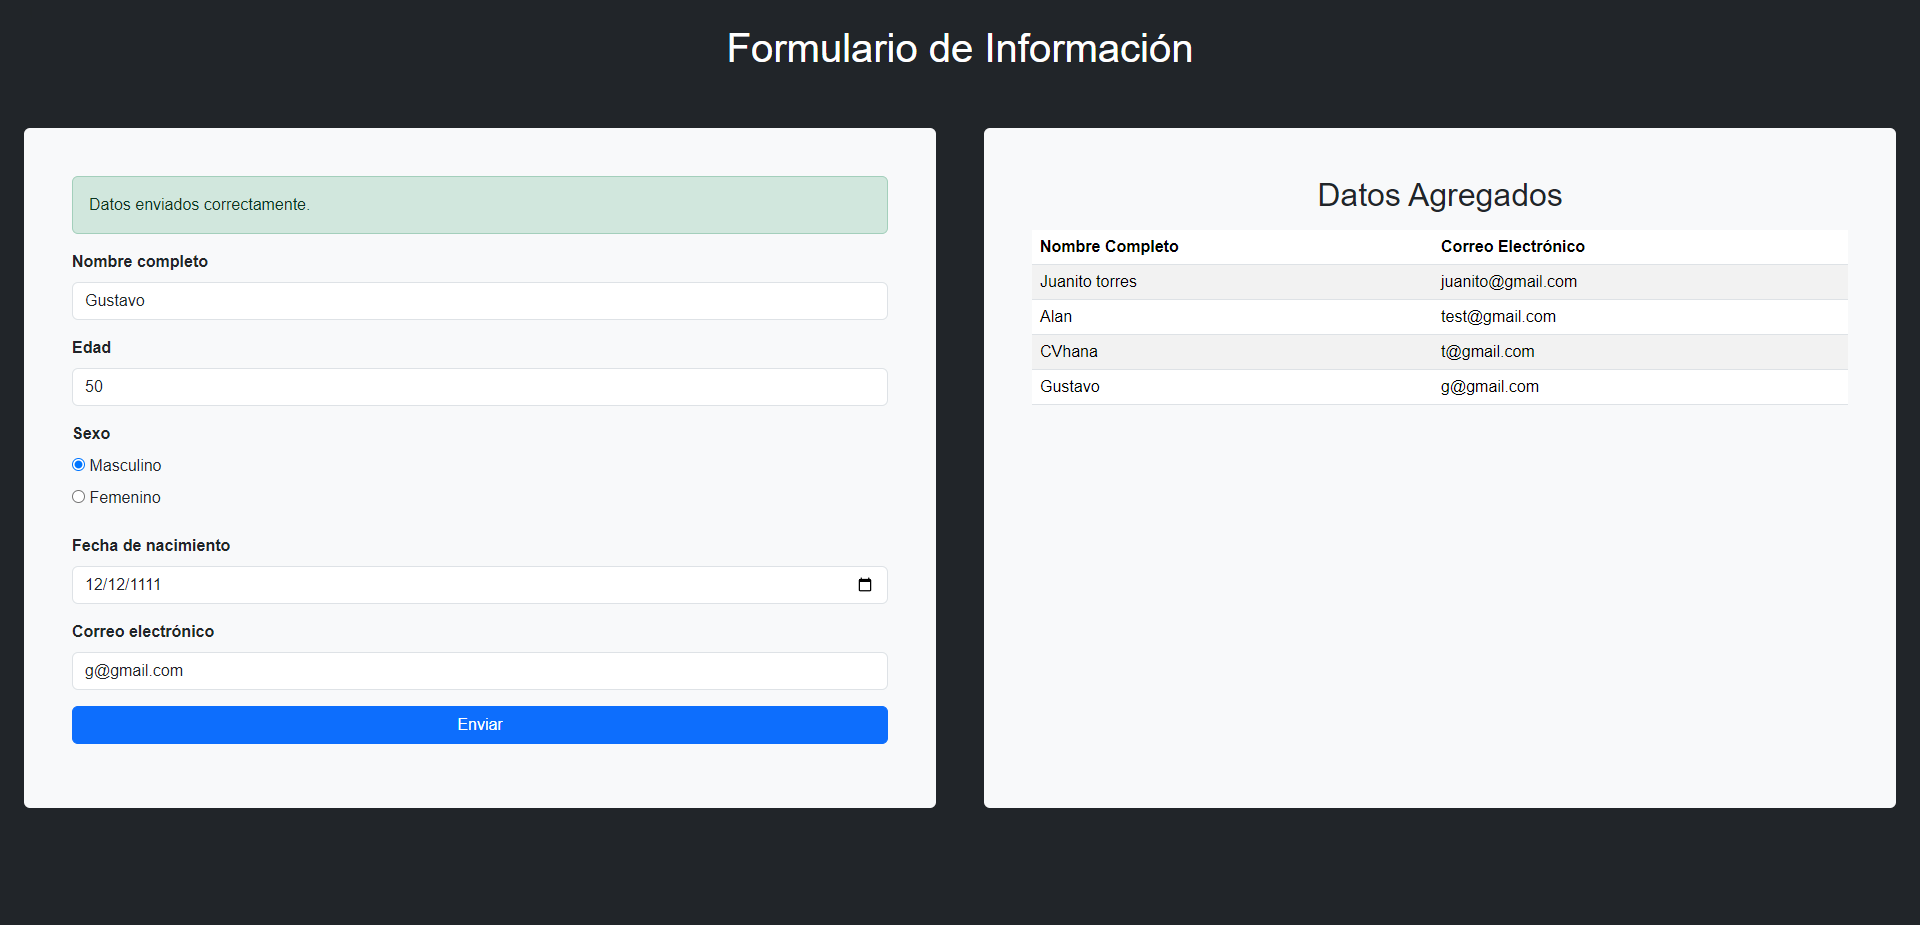 Formulario de Información
Datos enviados correctamente.
Nombre completo
Gustavo
Edad
50
Sexo
Masculino
Femenino
Fecha de nacimiento
12/12/1111
Correo electrónico
g@gmail.com
Enviar
Datos Agregados
Nombre Completo Correo Electrónico
Juanito torres juanito@gmail.com
Alan test@gmail.com
CVhana t@gmail.com
Gustavo g@gmail.com